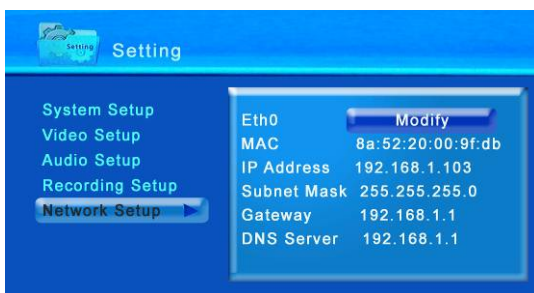 Setting
Setting
System Setup
Video Setup
Audio Setup
Recording Setup
Network Setup
Eth0 Modify
MAC 8a:52:20:00:9f:db
IP Address 192.168.1.103
Subnet Mask 255.255.255.0
Gateway 192.168.1.1
DNS Server 192.168.1.1